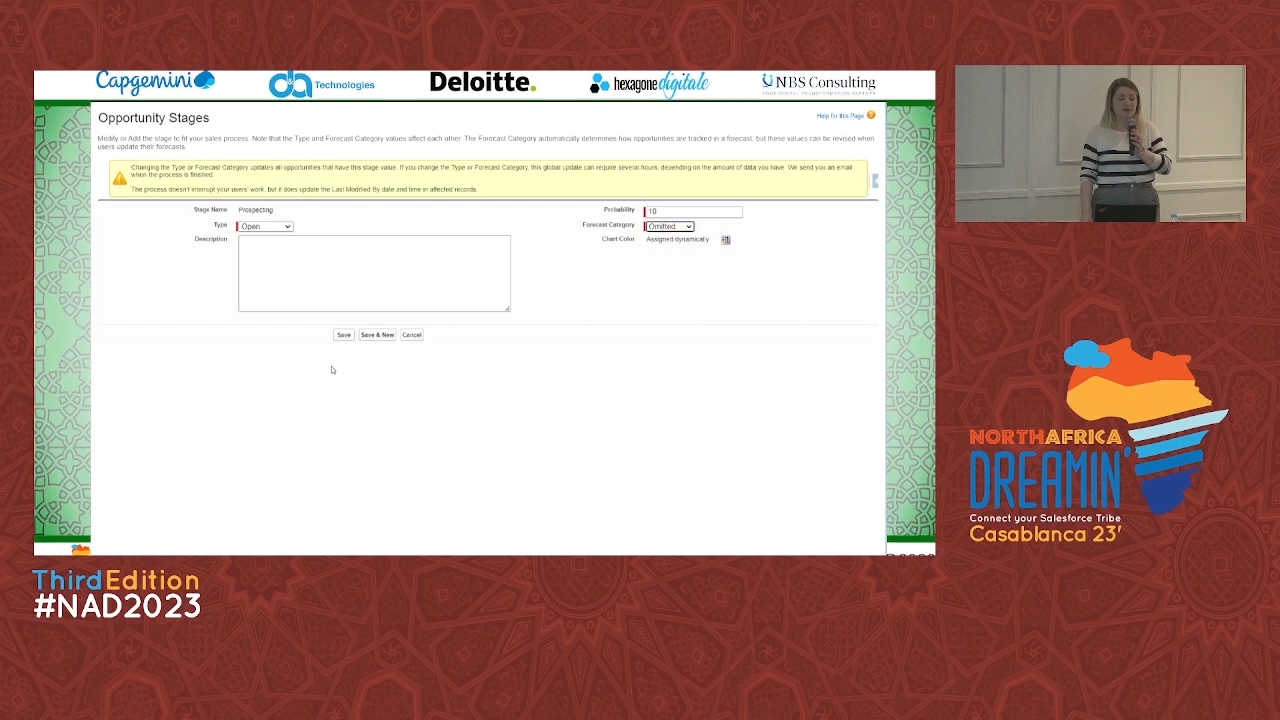 Capgemini
d&a Technologies
Deloitte.
hexagone digitale
NBS Consulting
YOUR DIGITAL TRANSFORMATION PARTNER
Opportunity Stages
Help for this Page
Modify or Add the stage to fit your sales process. Note that the Type and Forecast Category values affect each other. The Forecast Category automatically determines how opportunities are tracked in a forecast, but these values can be revised when
users update their forecasts.
Changing the Type or Forecast Category updates all opportunities that have this stage value. If you change the Type or Forecast Category, this global update can require several hours, depending on the amount of data you have. We send you an email
when the process is finished.
The process doesn't interrupt your users' work, but it does update the Last Modified By date and time in affected records
Stage Name Prospecting Probability 10
Type Open Forecast Category Omitted
Description Chart Color Assigned dynamically
Save Save & New Cancel
NORTHAFRICA
DREAMIN'
Connect your Salesforce Tribe
Casablanca 23'
ThirdEdition
#NAD2023